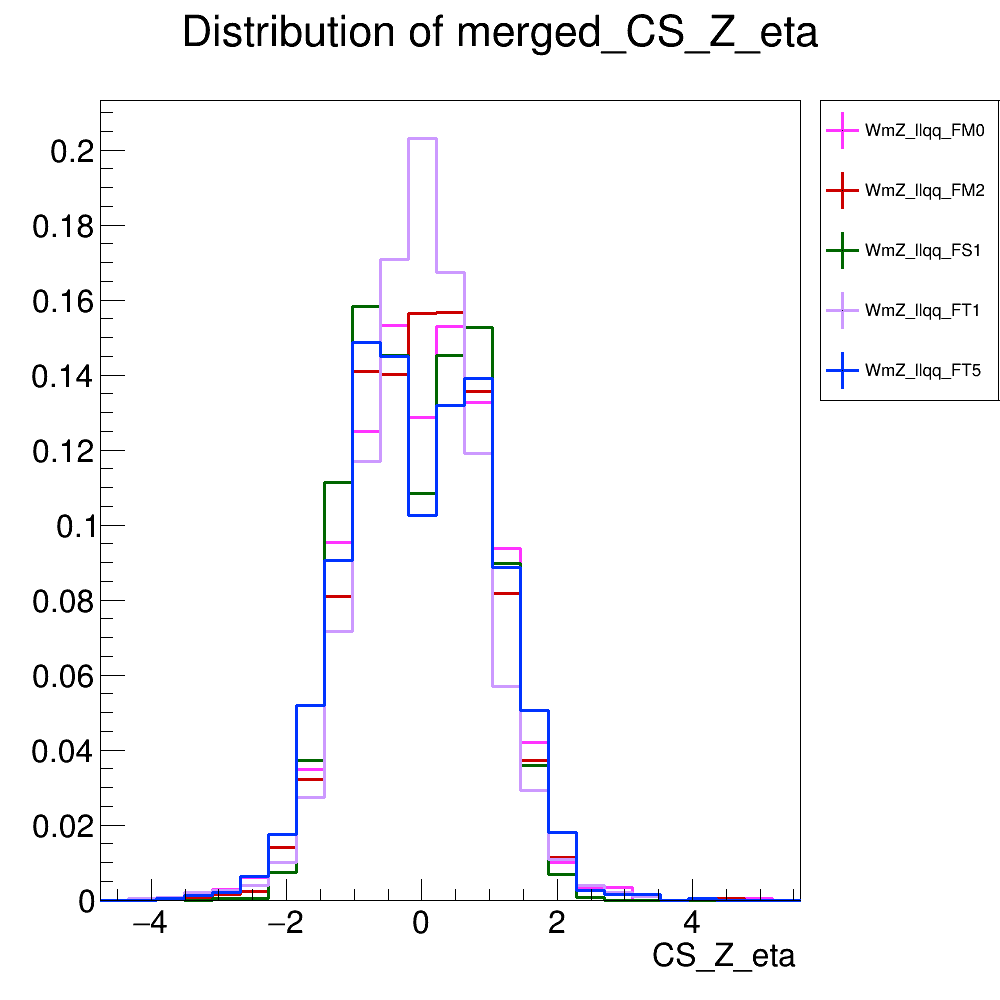 Distribution of merged_CS_Z_eta
WmZ_llqq_FM0
WmZ_llqq_FM2
WmZ_llqq_FS1
WmZ_llqq_FT1
WmZ_llqq_FT5
0.2
0.18
0.16
0.14
0.12
0.1
0.08
0.06
0.04
0.02
0
−4 −2 0 2 4
CS_Z_eta